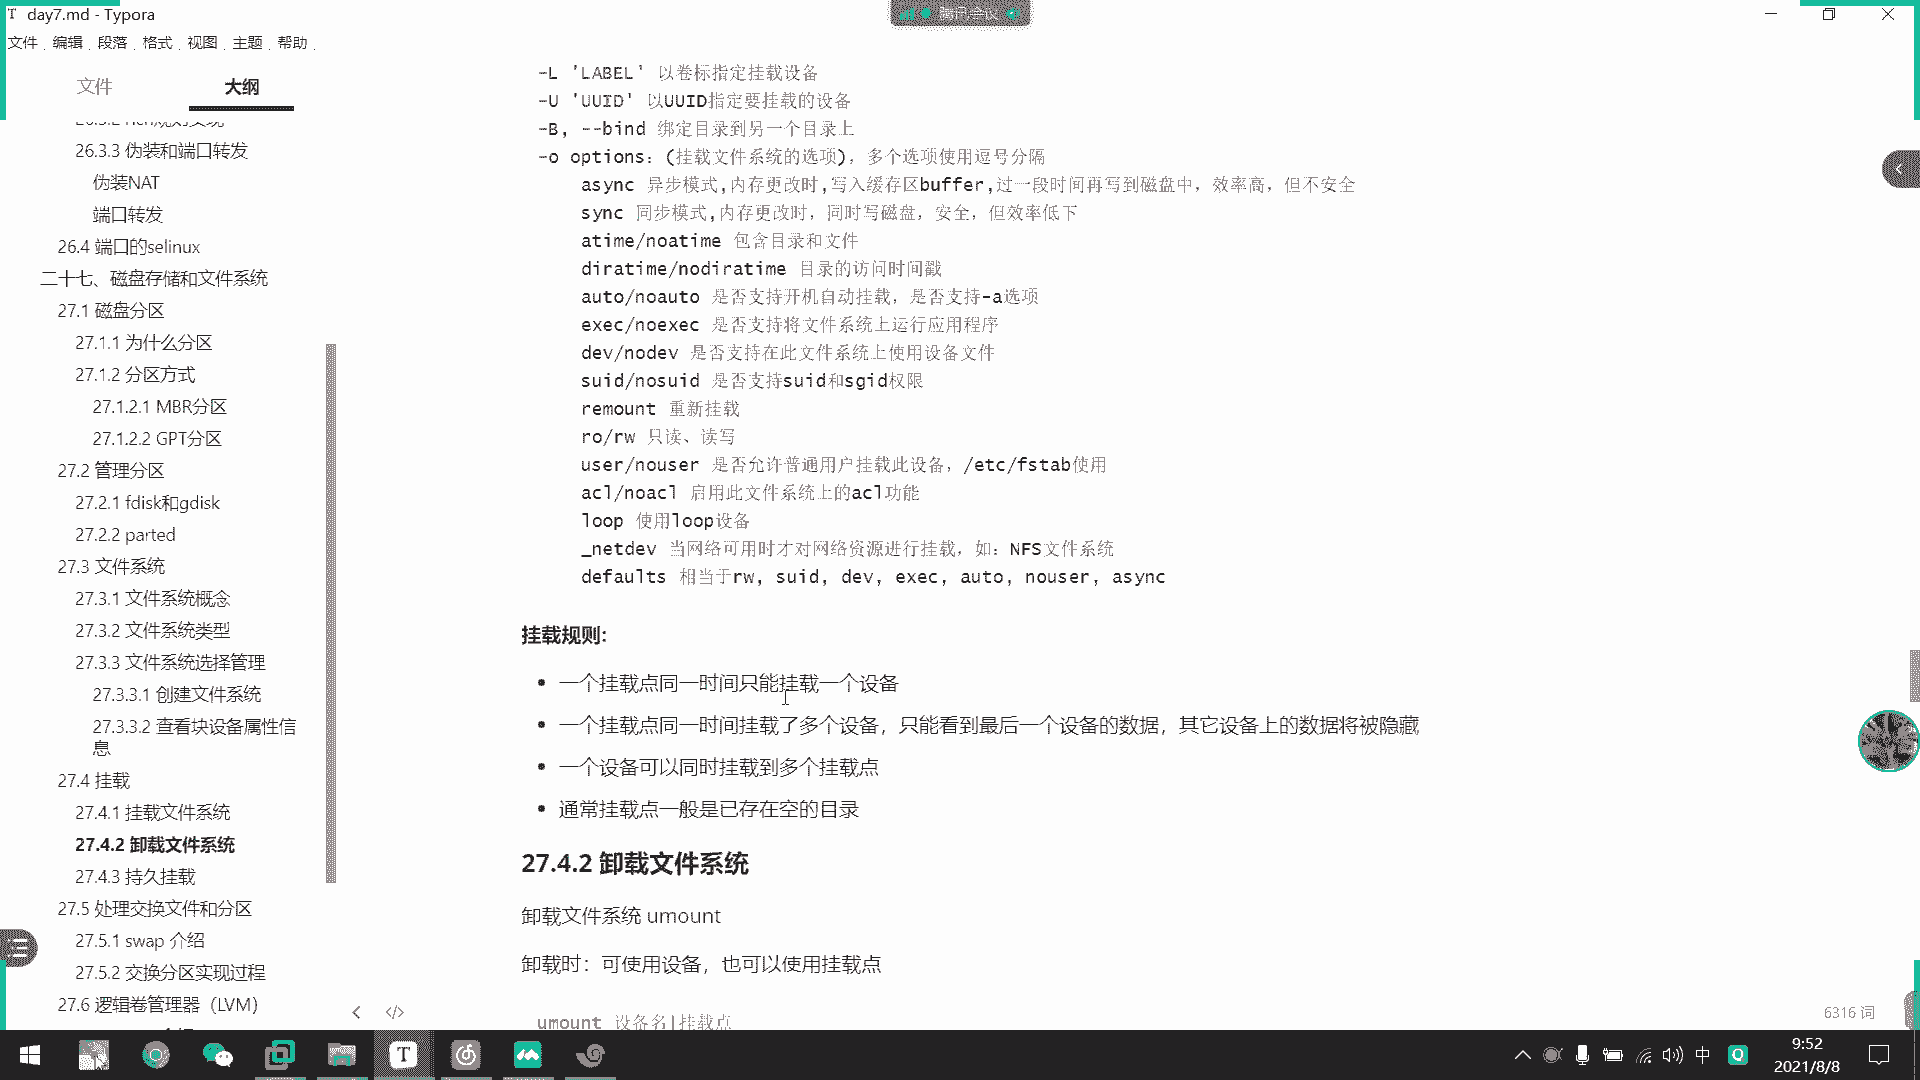 day7.md - Typora
腾讯会议
文件 编辑 段落 格式 视图 主题 帮助
文件 大纲
26.3.3 伪装和端口转发
伪装NAT
端口转发
26.4 端口的selinux
二十七、磁盘存储和文件系统
27.1 磁盘分区
27.1.1 为什么分区
27.1.2 分区方式
27.1.2.1 MBR分区
27.1.2.2 GPT分区
27.2 管理分区
27.2.1 fdisk和gdisk
27.2.2 parted
27.3 文件系统
27.3.1 文件系统概念
27.3.2 文件系统类型
27.3.3 文件系统选择管理
27.3.3.1 创建文件系统
27.3.3.2 查看块设备属性信
息
27.4 挂载
27.4.1 挂载文件系统
27.4.2 卸载文件系统
27.4.3 持久挂载
27.5 处理交换文件和分区
27.5.1 swap 介绍
27.5.2 交换分区实现过程
27.6 逻辑卷管理器（LVM）
-L 'LABEL' 以卷标指定挂载设备
-U 'UUID' 以UUID指定要挂载的设备
-B, --bind 绑定目录到另一个目录上
-o options：(挂载文件系统的选项)，多个选项使用逗号分隔
async 异步模式,内存更改时,写入缓存区buffer,过一段时间再写到磁盘中，效率高，但不安全
sync 同步模式,内存更改时，同时写磁盘，安全，但效率低下
atime/noatime 包含目录和文件
diratime/nodiratime 目录的访问时间戳
auto/noauto 是否支持开机自动挂载，是否支持-a选项
exec/noexec 是否支持将文件系统上运行应用程序
dev/nodev 是否支持在此文件系统上使用设备文件
suid/nosuid 是否支持suid和sgid权限
remount 重新挂载
ro/rw 只读、读写
user/nouser 是否允许普通用户挂载此设备，/etc/fstab使用
acl/noacl 启用此文件系统上的acl功能
loop 使用loop设备
_netdev 当网络可用时才对网络资源进行挂载，如：NFS文件系统
defaults 相当于rw, suid, dev, exec, auto, nouser, async
挂载规则:
一个挂载点同一时间只能挂载一个设备
一个挂载点同一时间挂载了多个设备，只能看到最后一个设备的数据，其它设备上的数据将被隐藏
一个设备可以同时挂载到多个挂载点
通常挂载点一般是已存在空的目录
27.4.2 卸载文件系统
卸载文件系统 umount
卸载时：可使用设备，也可以使用挂载点
umount 设备名|挂载点
6316 词
中
9:52
2021/8/8